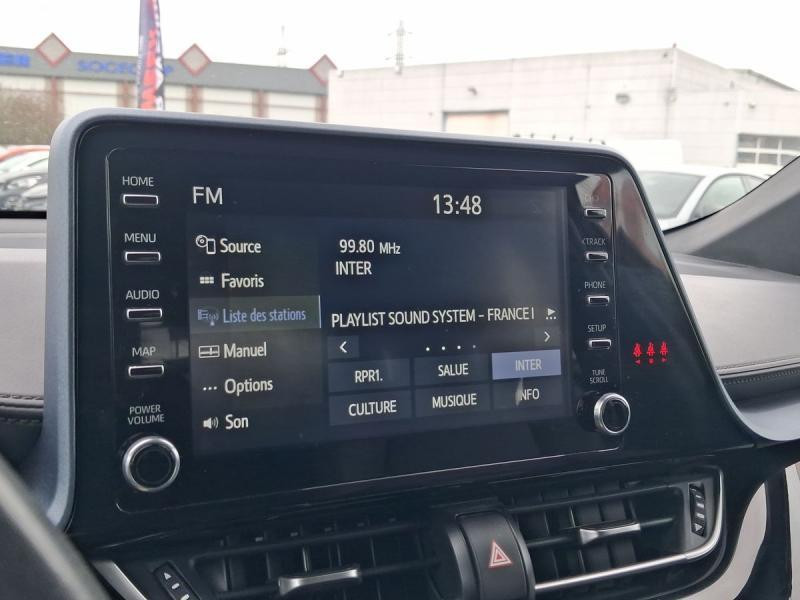 SOGECLIP
HOME
FM
13:48
MENU
Source
99.80 MHz
TRACK
INTER
Favoris
AUDIO
PHONE
Liste des stations
PLAYLIST SOUND SYSTEM – FRANCE I
SETUP
MAP
Manuel
RPR1.
SALUE
INTER
TUNE
SCROLL
Options
CULTURE
MUSIQUE
INFO
POWER
VOLUME
Son